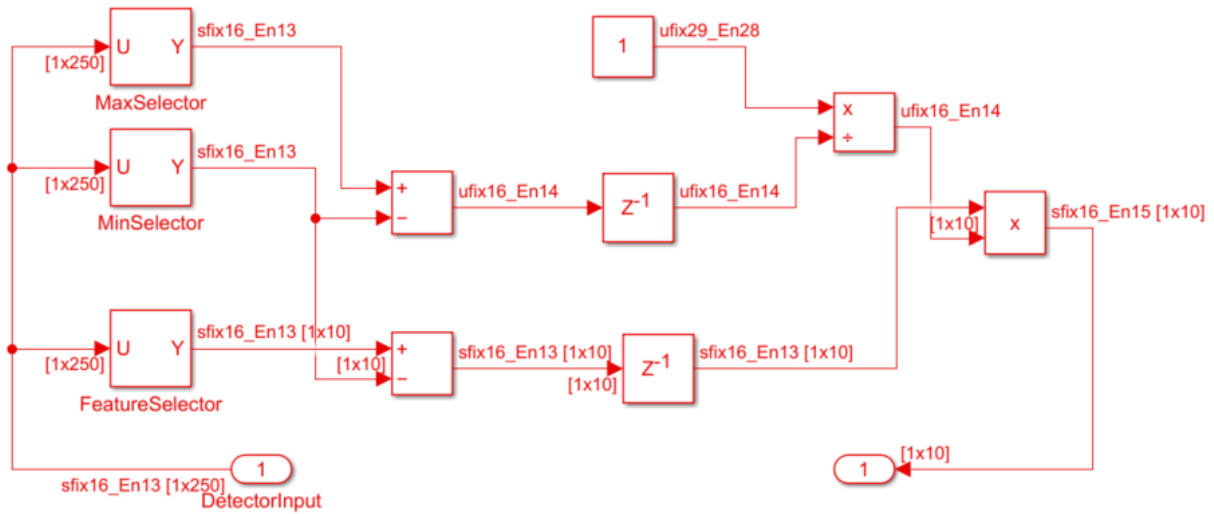 sfix16_En13
U Y
[1x250]
MaxSelector
1
ufix29_En28
x
÷
ufix16_En14
sfix16_En13
U Y
[1x250]
MinSelector
+
−
ufix16_En14
Z-1
ufix16_En14
[1x10]
x
sfix16_En15 [1x10]
sfix16_En13 [1x10]
U Y
[1x250]
FeatureSelector
[1x10]
+
−
sfix16_En13 [1x10]
[1x10]
Z-1
sfix16_En13 [1x10]
1
sfix16_En13 [1x250]
DetectorInput
1
[1x10]